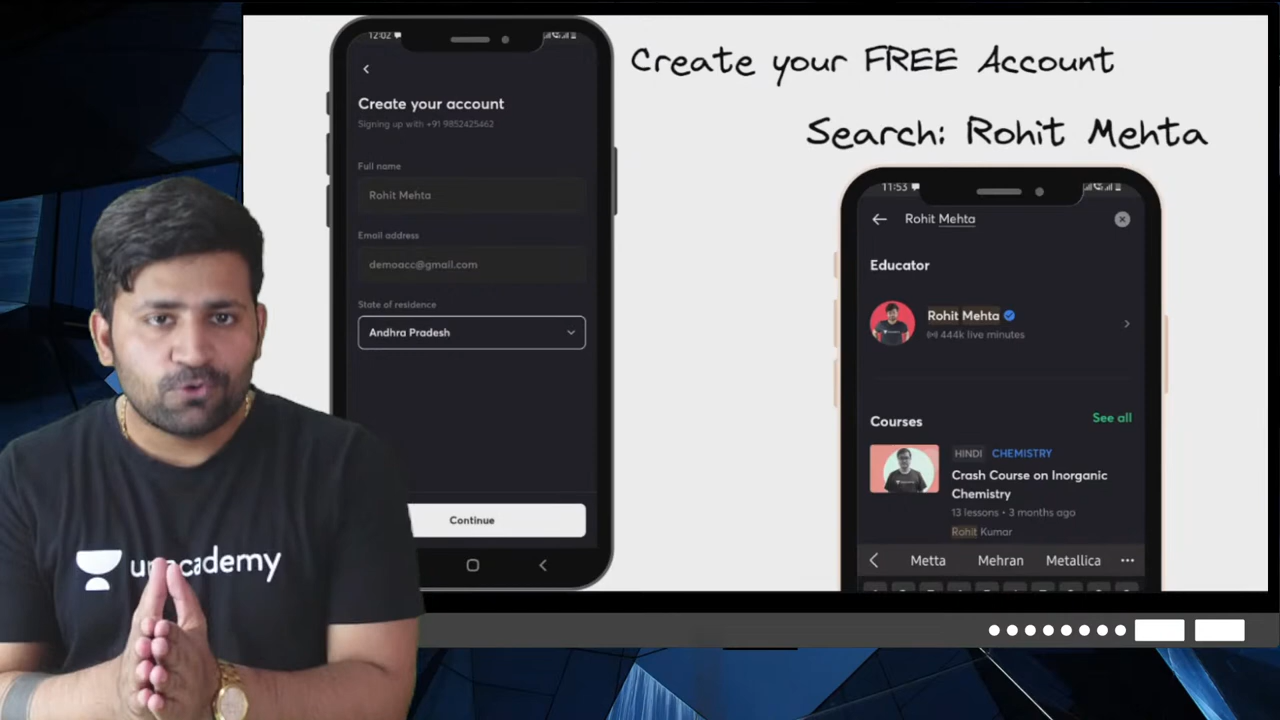 Create your FREE Account
Search: Rohit Mehta
12:02
Create your account
Signing up with +91 9852425462
Full name
Rohit Mehta
Email address
demoacc@gmail.com
State of residence
Andhra Pradesh
Continue
11:53
Rohit Mehta
Educator
Rohit Mehta
444k live minutes
Courses
See all
HINDI CHEMISTRY
Crash Course on Inorganic
Chemistry
13 lessons • 3 months ago
Rohit Kumar
Metta Mehran Metallica
unacademy